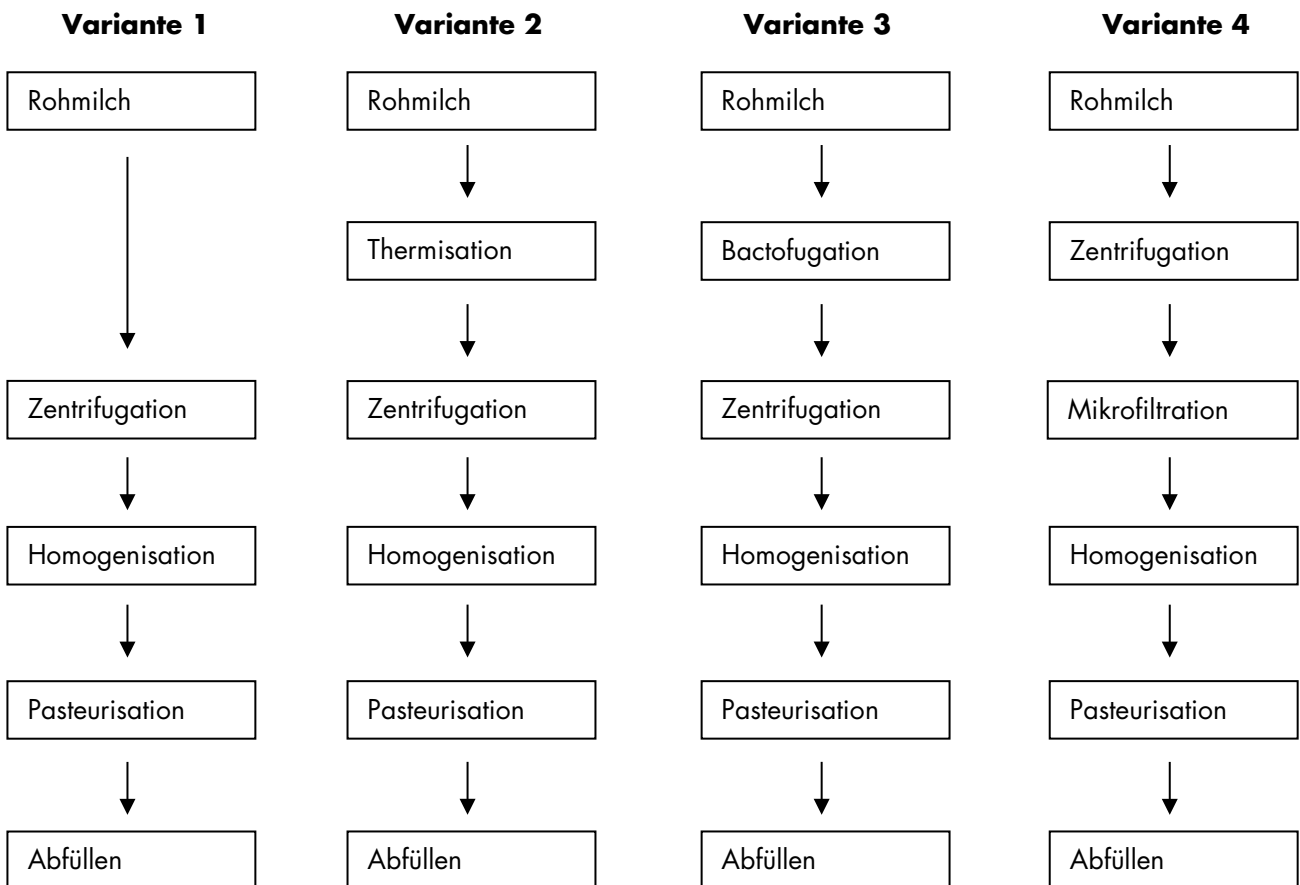 Variante 1
Rohmilch
Zentrifugation
Homogenisation
Pasteurisation
Abfüllen
Variante 2
Rohmilch
Thermisation
Zentrifugation
Homogenisation
Pasteurisation
Abfüllen
Variante 3
Rohmilch
Bactofugation
Zentrifugation
Homogenisation
Pasteurisation
Abfüllen
Variante 4
Rohmilch
Zentrifugation
Mikrofiltration
Homogenisation
Pasteurisation
Abfüllen